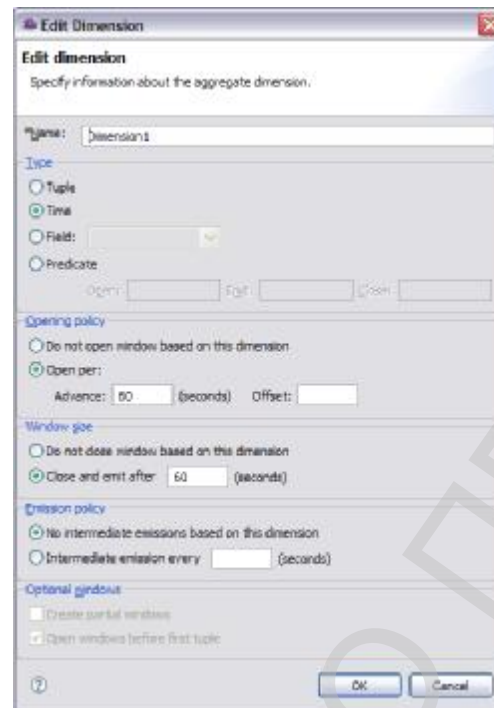 Edit Dimension
Edit dimension
Specify information about the aggregate dimension.
*Name: Dimension1
Type
Tuple
Time
Field:
Predicate
Open: Emit: Close:
Opening policy
Do not open window based on this dimension
Open per:
Advance: 60 (seconds) Offset:
Window size
Do not close window based on this dimension
Close and emit after 60 (seconds)
Emission policy
No intermediate emissions based on this dimension
Intermediate emission every (seconds)
Optional windows
Create partial windows
Open windows before first tuple
OK Cancel